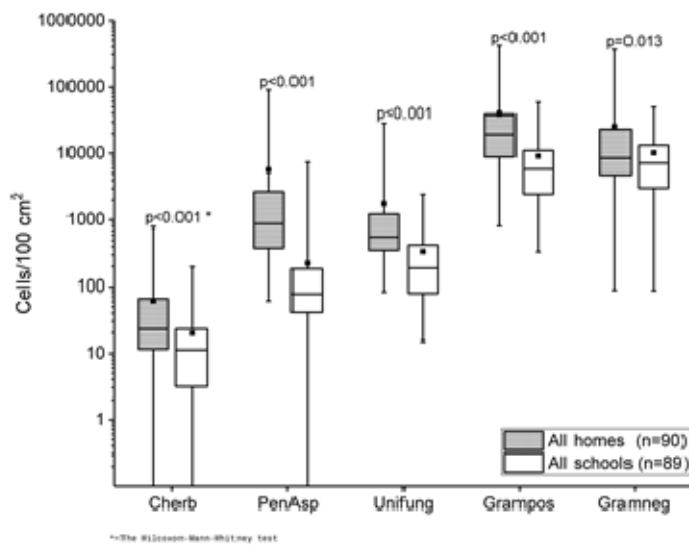 1000000
100000
10000
1000
100
10
1
Cells/100 cm²
p<0.001 *
p<0.001
p<0.001
p<0.001
p=0.013
All homes (n=90)
All schools (n=89)
Cherb
PenAsp
Unifung
Grampos
Gramneg
*-The Wilcoxon-Mann-Whitney test